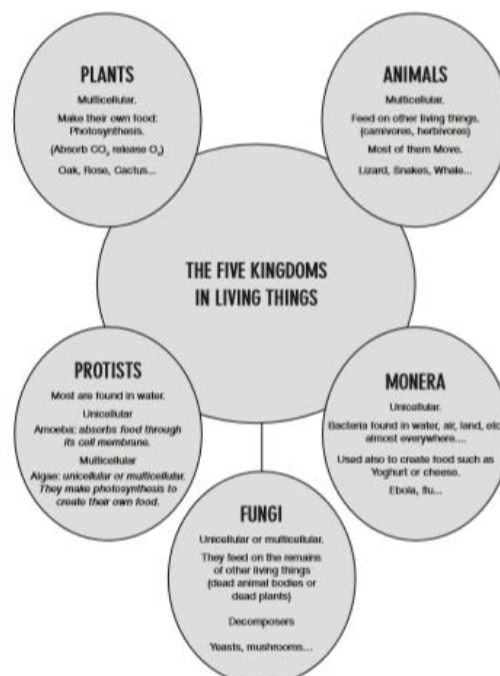 PLANTS
Multicellular.
Make their own food:
Photosynthesis.
(Absorb CO₂ release O₂)
Oak, Rose, Cactus...
ANIMALS
Multicellular.
Feed on other living things.
(carnivores, herbivores)
Most of them Move.
Lizard, Snakes, Whale...
THE FIVE KINGDOMS
IN LIVING THINGS
PROTISTS
Most are found in water.
Unicellular
Amoeba: absorbs food through
its cell membrane.
Multicellular
Algae: unicellular or multicellular.
They make photosynthesis to
create their own food.
MONERA
Unicellular.
Bacteria found in water, air, land, etc
almost everywhere....
Used also to create food such as
Yoghurt or cheese.
Ebola, flu...
FUNGI
Unicellular or multicellular.
They feed on the remains
of other living things
(dead animal bodies or
dead plants)
Decomposers
Yeasts, mushrooms...